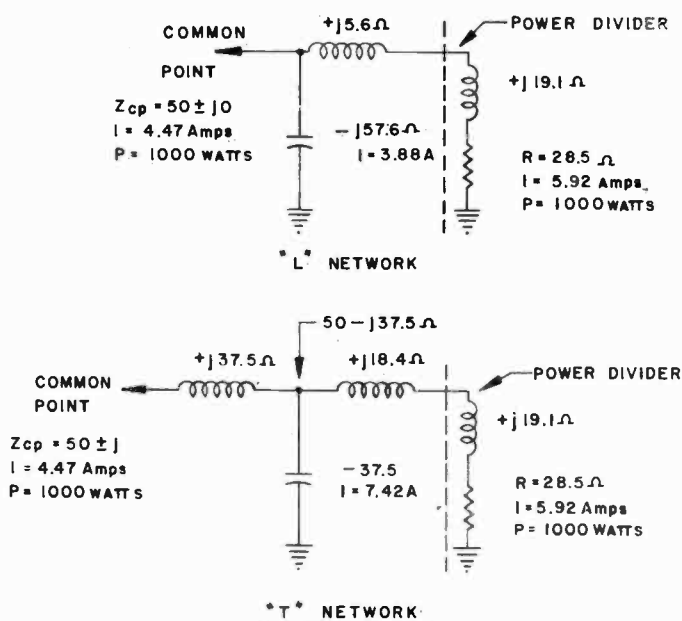 +j5.6Ω
POWER DIVIDER
COMMON
POINT
+j19.1Ω
Zcp = 50 ± j0
I = 4.47 Amps
P = 1000 WATTS
-j57.6Ω
I = 3.88A
R = 28.5 Ω
I = 5.92 Amps.
P = 1000 WATTS
"L" NETWORK
50-j37.5Ω
+j37.5Ω
+j18.4Ω
POWER DIVIDER
COMMON
POINT
+j19.1Ω
Zcp = 50 ± j
I = 4.47 Amps
P = 1000 WATTS
-37.5
I = 7.42A
R = 28.5Ω
I = 5.92 Amps
P = 1000 WATTS
"T" NETWORK